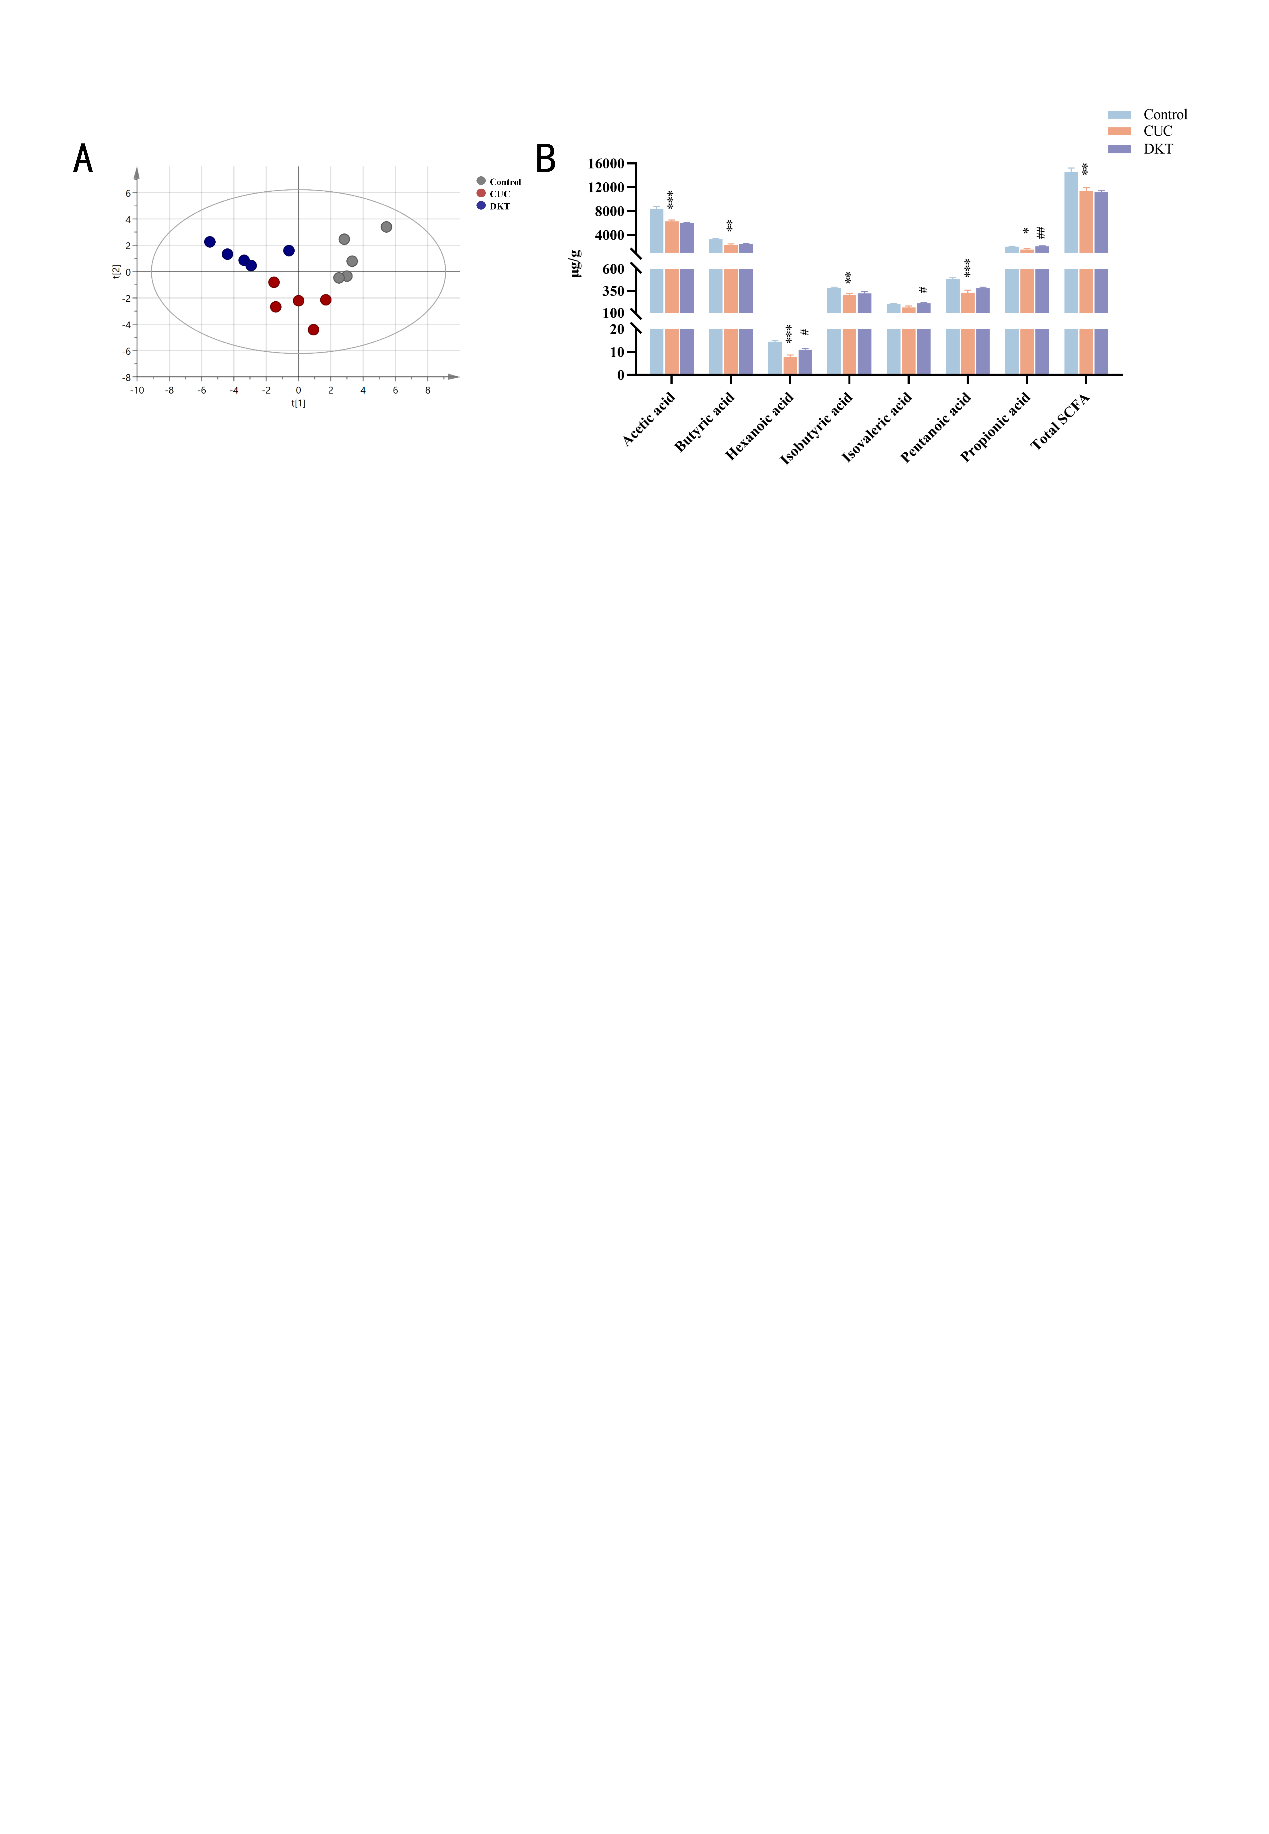 A
t[2]
6
4
2
0
-2
-4
6
-8
-10
-8
-6
-4
-2
0
2
4
6
8
t[1]
Control
CUC
DKT
B
Control
CUC
DKT
µg/g
16000
12000
8000
4000
600
350
100
20
10
0
***
**
***
#
**
#
***
*
##
**
Acetic acid
Butyric acid
Hexanoic acid
Isobutyric acid
Isovaleric acid
Pentanoic acid
Propionic acid
Total SCFA